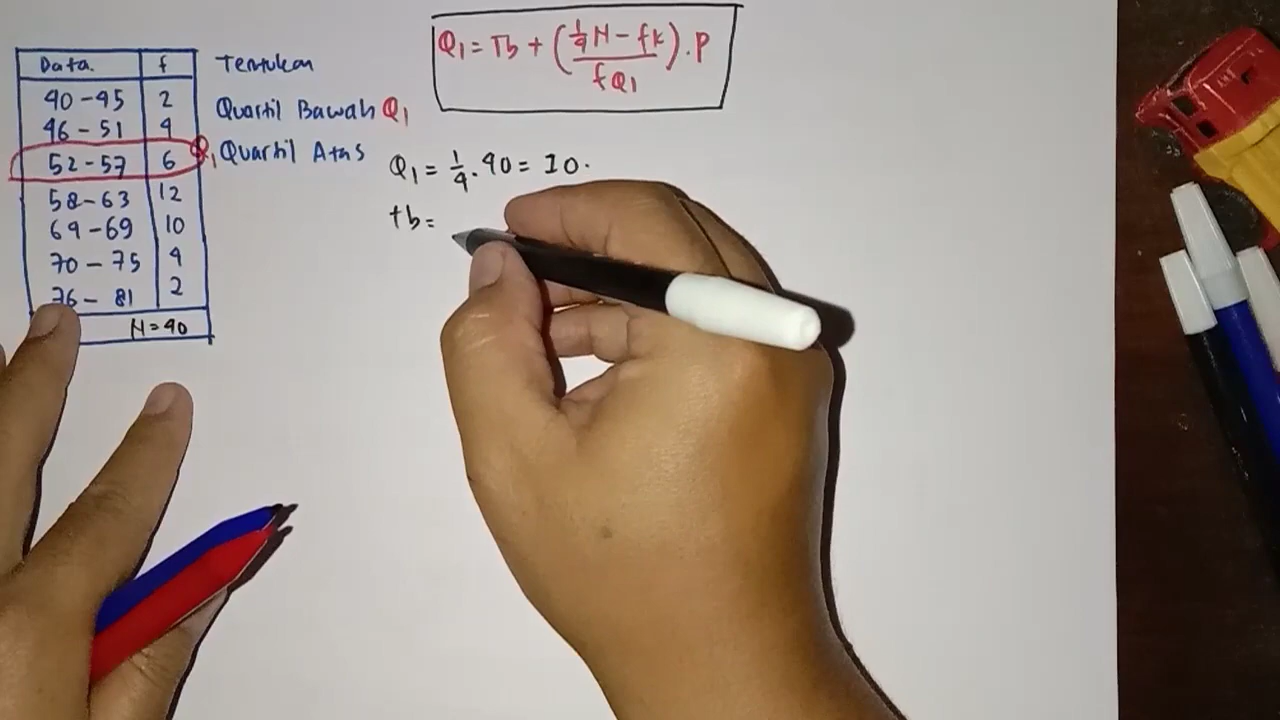 Data f
40-45 2
46-51 4
52-57 6
58-63 12
64-69 10
70-75 4
76-81 2
N=40
Tentukan
Quartil Bawah Q₁
Q₁ Quartil Atas
Q₁ = Tb + (¼N - fk / fQ₁) . P
Q₁ = ¼ . 40 = 10.
tb =